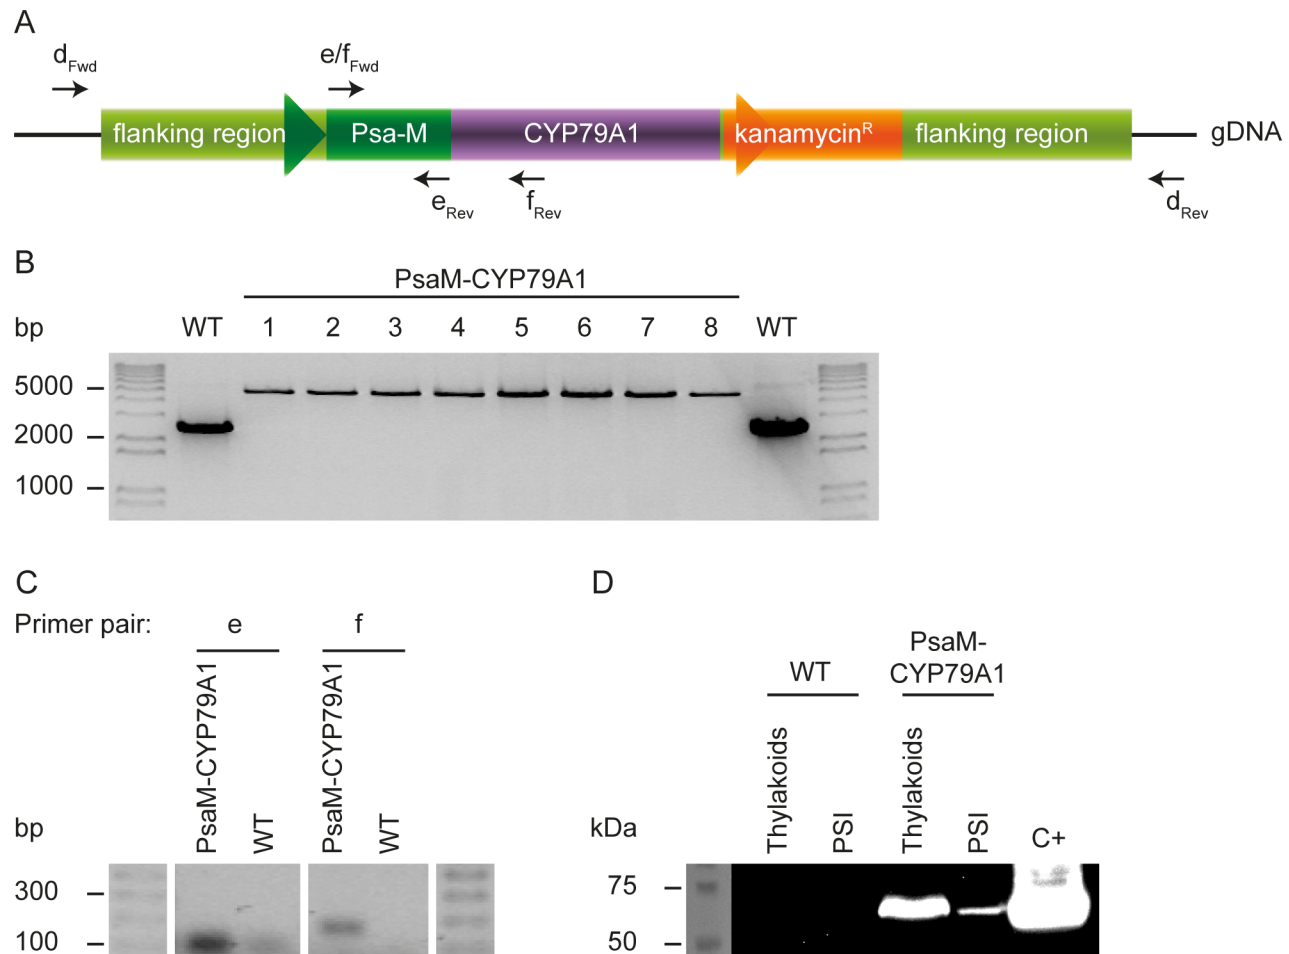 A
dFwd
e/fFwd
flanking region
Psa-M
CYP79A1
kanamycinR
flanking region
gDNA
eRev
fRev
dRev
B
PsaM-CYP79A1
bp
WT
1
2
3
4
5
6
7
8
WT
5000
2000
1000
C
Primer pair:
e
f
PsaM-CYP79A1
WT
PsaM-CYP79A1
WT
bp
300
100
D
WT
PsaM-
CYP79A1
Thylakoids
PSI
Thylakoids
PSI
C+
kDa
75
50